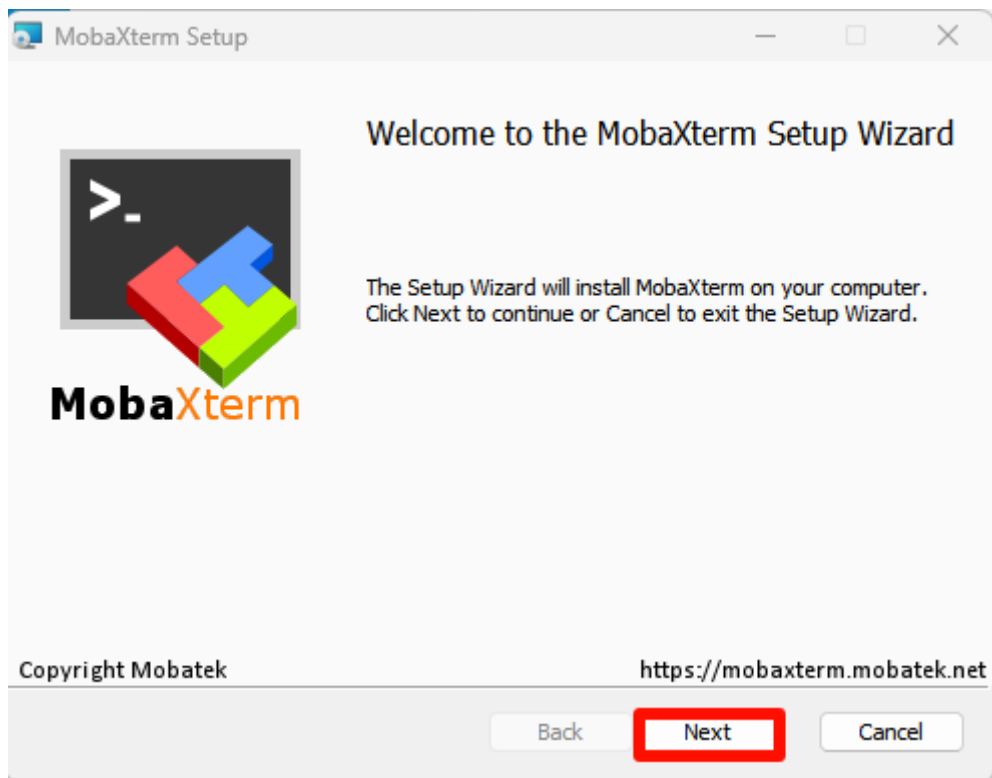 MobaXterm Setup
Welcome to the MobaXterm Setup Wizard
>_
The Setup Wizard will install MobaXterm on your computer.
Click Next to continue or Cancel to exit the Setup Wizard.
MobaXterm
Copyright Mobatek
https://mobaxterm.mobatek.net
Back
Next
Cancel